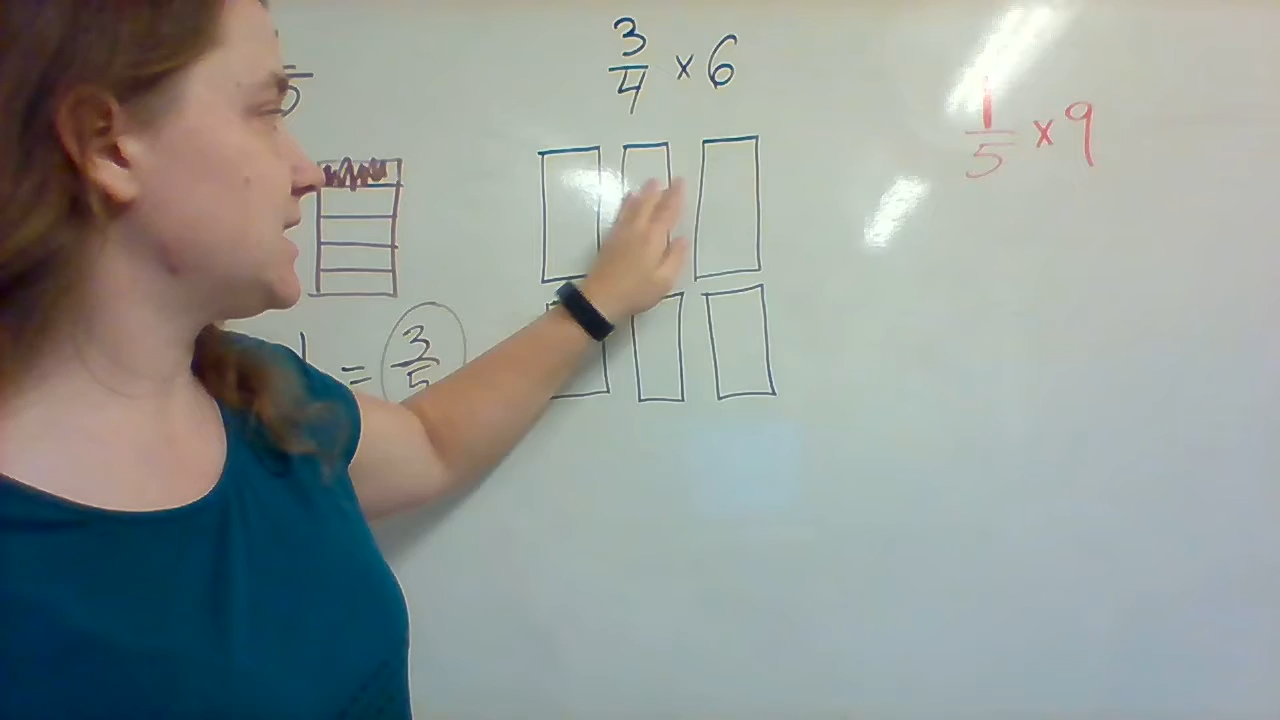 3/4 × 6
1/5 × 9
= 3/5